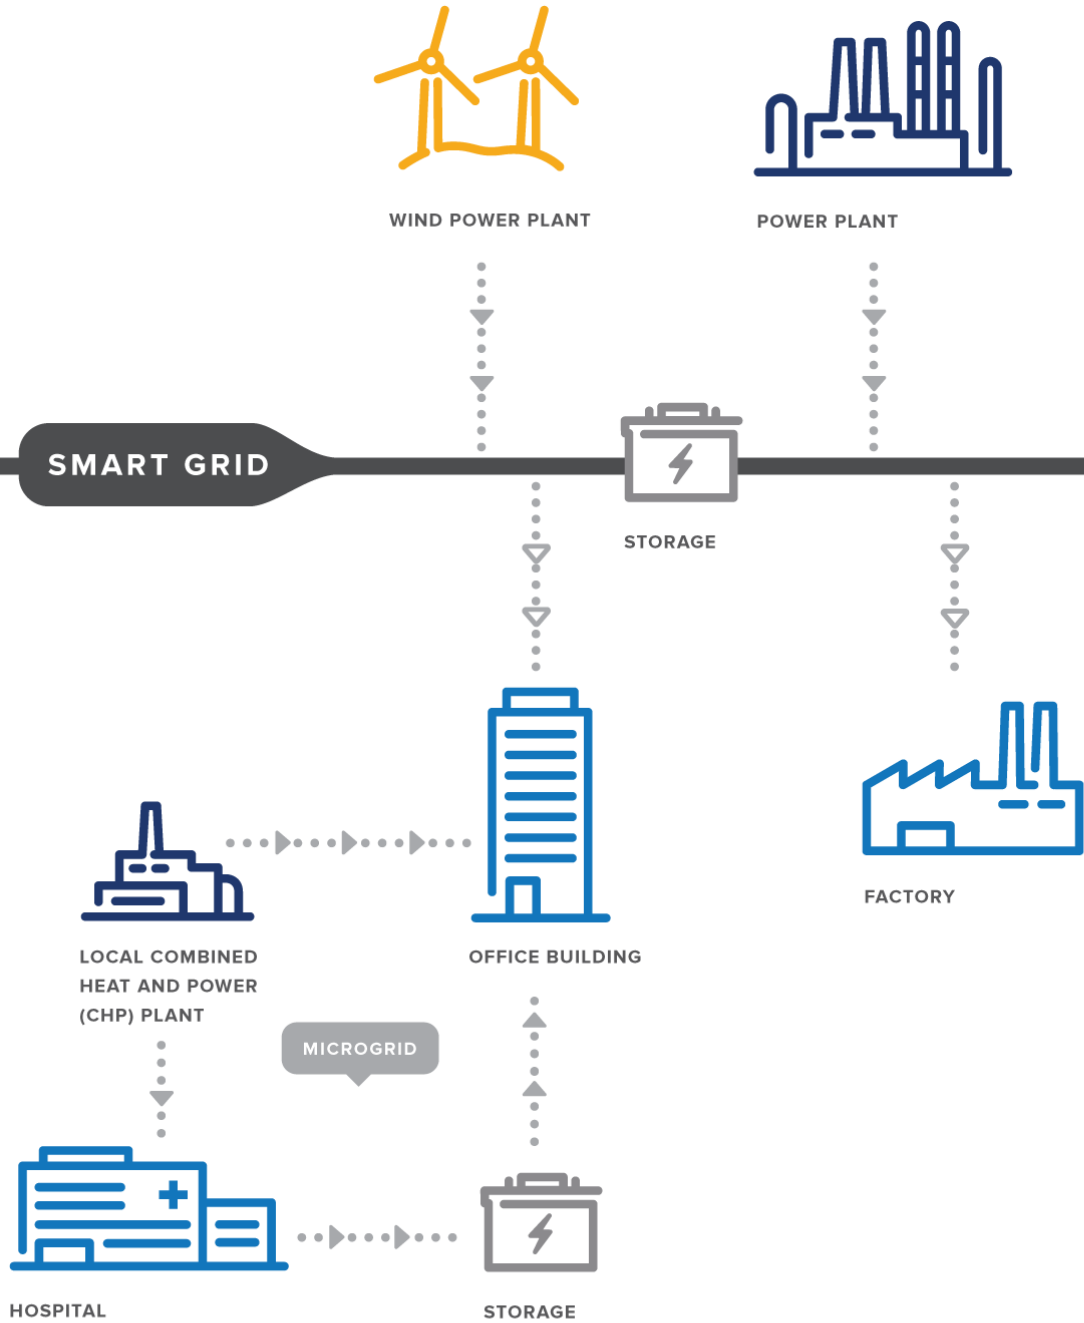 WIND POWER PLANT
POWER PLANT
SMART GRID
STORAGE
FACTORY
LOCAL COMBINED
HEAT AND POWER
(CHP) PLANT
OFFICE BUILDING
MICROGRID
HOSPITAL
STORAGE